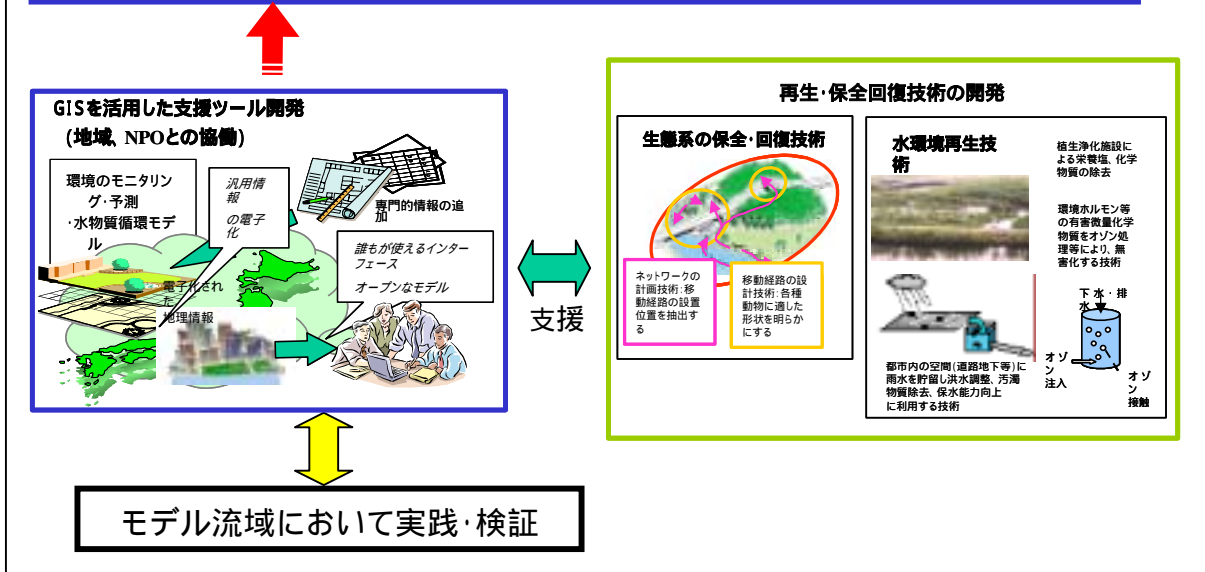 GISを活用した支援ツール開発
(地域、NPOとの協働)
環境のモニタリン
グ・予測
・水物質循環モデ
ル
汎用情
報
の電子
化
専門的情報の追
加
誰もが使えるインター
フェース
オープンなモデル
電子化され
た
地理情報
支援
再生・保全回復技術の開発
生態系の保全・回復技術
ネットワークの
計画技術:移
動経路の設置
位置を抽出す
る
移動経路の設
計技術:各種
動物に適した
形状を明らか
にする
水環境再生技
術
植生浄化施設に
よる栄養塩、化学
物質の除去
環境ホルモン等
の有害微量化学
物質をオゾン処
理等により、無
害化する技術
下水・排
水
オゾ
ン
注入
オゾ
ン
接触
都市内の空間(道路地下等)に
雨水を貯留し洪水調整、汚濁
物質除去、保水能力向上
に利用する技術
モデル流域において実践・検証